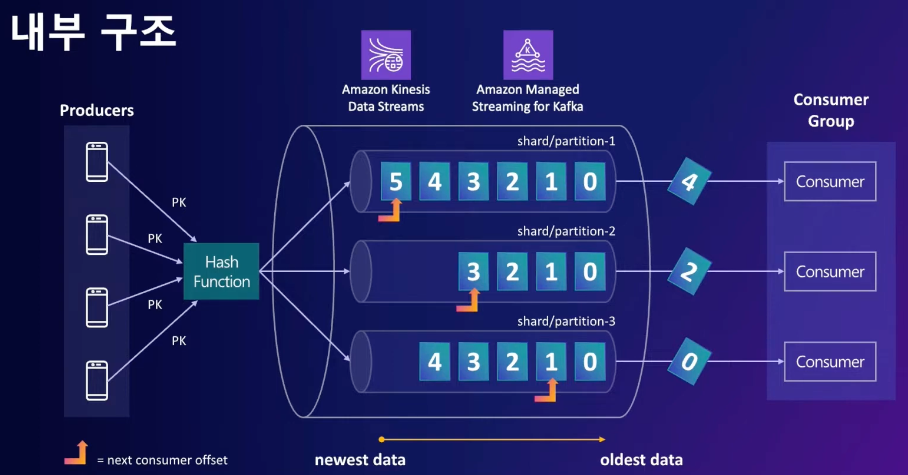 내부 구조
Amazon Kinesis
Data Streams
Amazon Managed
Streaming for Kafka
Producers
Consumer
Group
PK
PK
PK
PK
Hash
Function
shard/partition-1
5 4 3 2 1 0
4
Consumer
shard/partition-2
3 2 1 0
2
Consumer
shard/partition-3
4 3 2 1 0
0
Consumer
= next consumer offset
newest data
oldest data